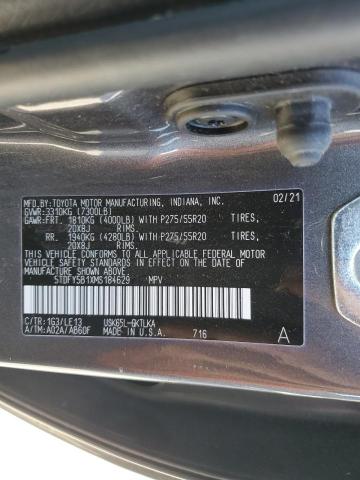 MFD.BY:TOYOTA MOTOR MANUFACTURING, INDIANA, INC. 02/21
GVWR:3310KG (7300LB)
GAWR:FRT. 1810KG (4000LB) WITH P275/55R20 TIRES,
20X8J RIMS.
RR. 1940KG (4280LB) WITH P275/55R20 TIRES,
20X8J RIMS.
THIS VEHICLE CONFORMS TO ALL APPLICABLE FEDERAL MOTOR
VEHICLE SAFETY STANDARDS IN EFFECT ON THE DATE OF
MANUFACTURE SHOWN ABOVE.
5TDFY5B1XMS184629 MPV
C/TR:1G3/LE13 USK65L-GKTLKA
A/TM:A02A/AB60F MADE IN U.S.A. 716 A